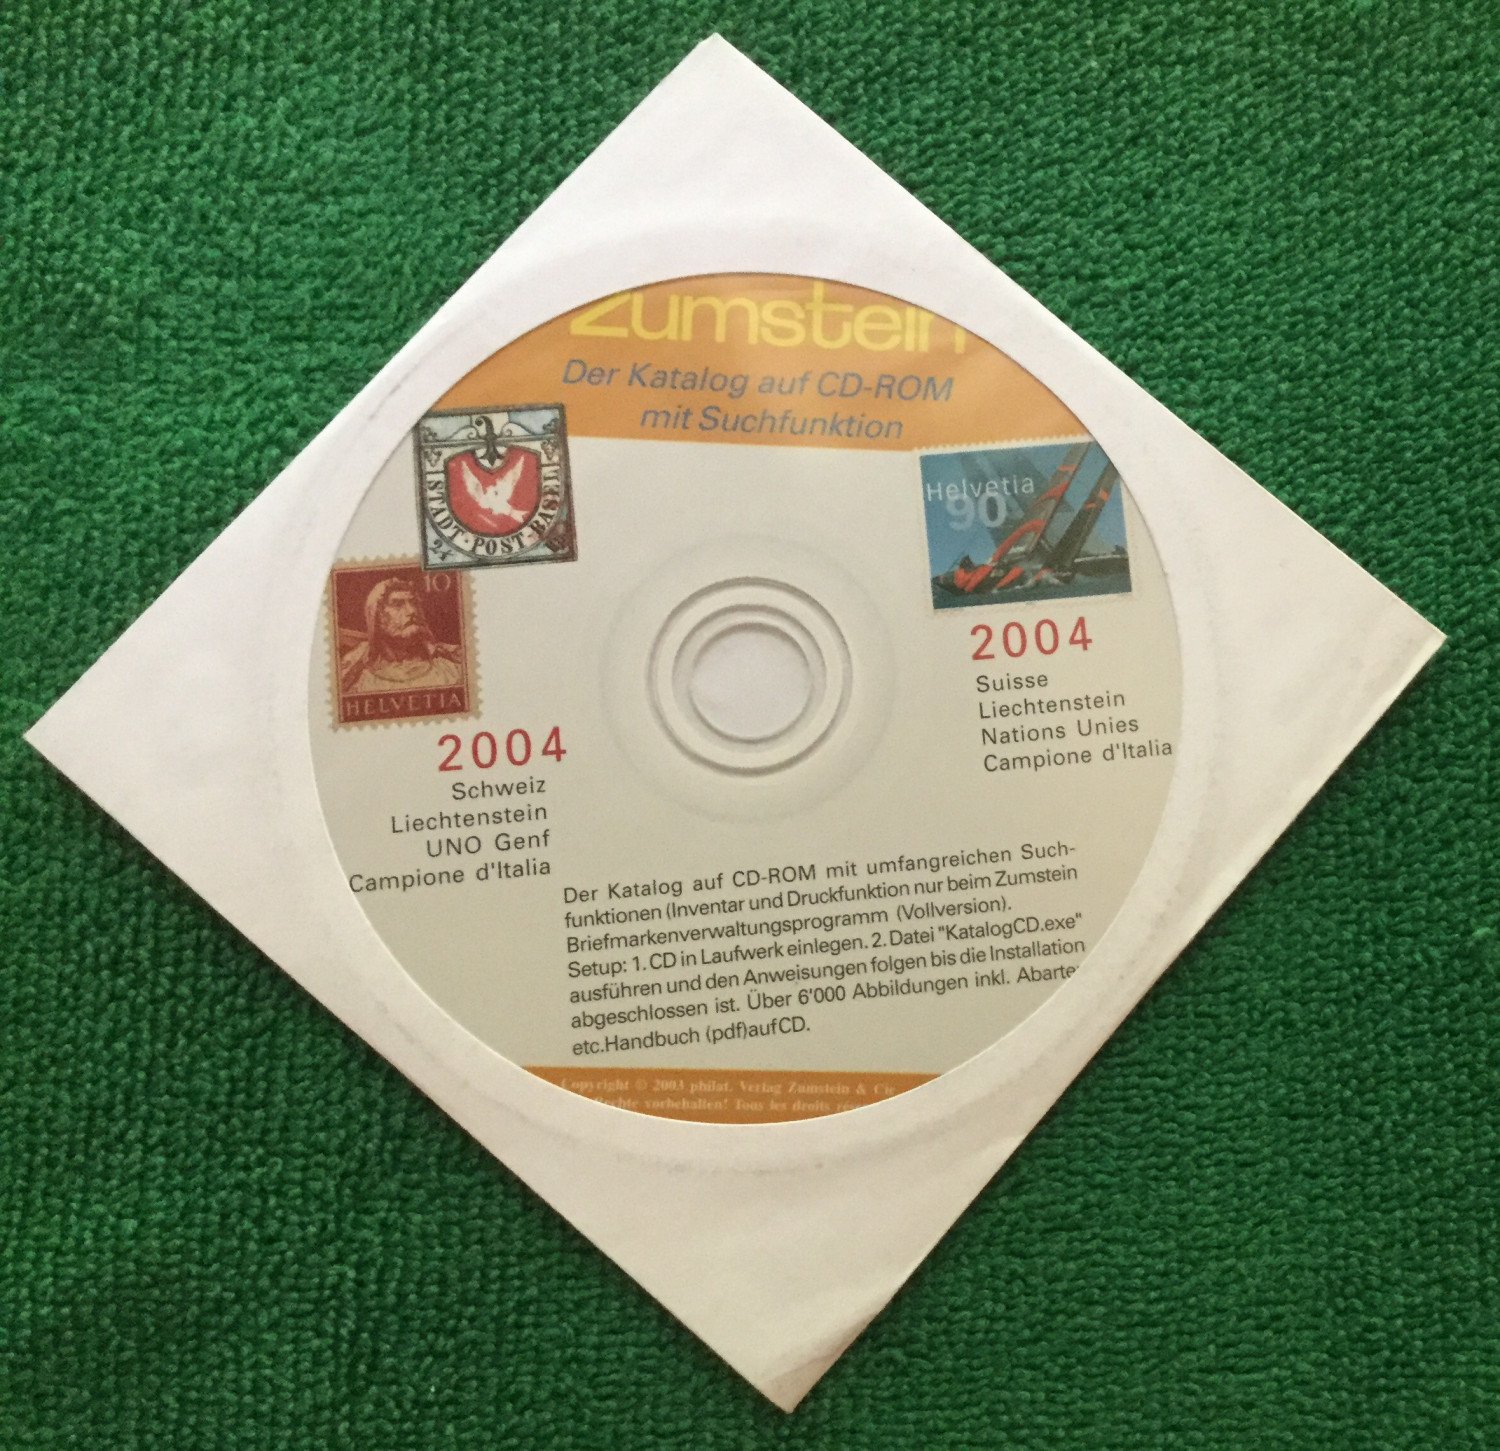 Zumstein
Der Katalog auf CD-ROM
mit Suchfunktion
STADT·POST·BASEL
10
HELVETIA
2004
Schweiz
Liechtenstein
UNO Genf
Campione d'Italia
Helvetia
90
2004
Suisse
Liechtenstein
Nations Unies
Campione d'Italia
Der Katalog auf CD-ROM mit umfangreichen Such-
funktionen (Inventar und Druckfunktion nur beim Zumstein
Briefmarkenverwaltungsprogramm (Vollversion).
Setup: 1. CD in Laufwerk einlegen. 2. Datei "KatalogCD.exe"
ausführen und den Anweisungen folgen bis die Installation
abgeschlossen ist. Über 6'000 Abbildungen inkl. Abarte
etc.Handbuch (pdf)auf CD.
Copyright © 2003 philat. Verlag Zumstein & Cie
Rechte vorbehalten! Tous les droits